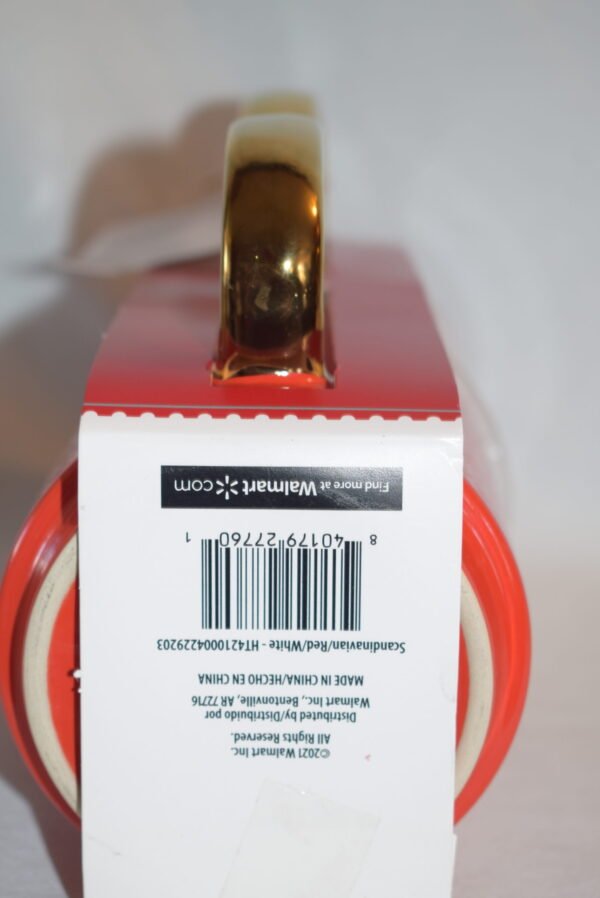 ©2021 Walmart Inc.
All Rights Reserved.
Distributed by/Distribuido por
Walmart Inc., Bentonville, AR 72716
MADE IN CHINA/HECHO EN CHINA
Scandinavian/Red/White - HT4210004229203
8 40179 27760 1
Find more at Walmart.com